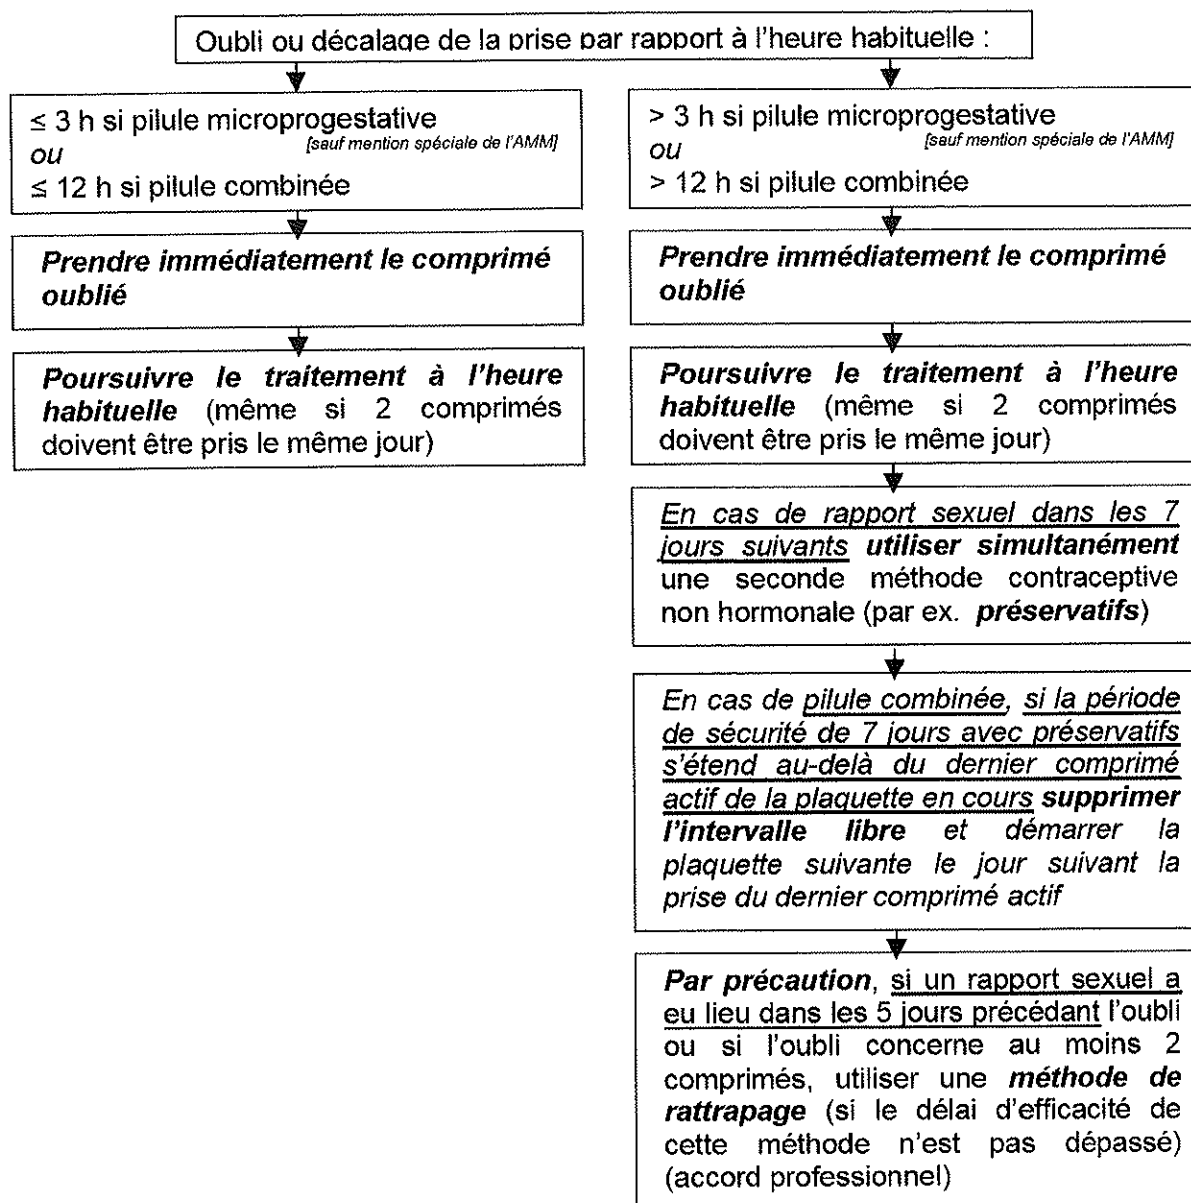 Oubli ou décalage de la prise par rapport à l'heure habituelle :
≤ 3 h si pilule microprogestative
[sauf mention spéciale de l'AMM]
ou
≤ 12 h si pilule combinée
Prendre immédiatement le comprimé
oublié
Poursuivre le traitement à l'heure
habituelle (même si 2 comprimés
doivent être pris le même jour)
> 3 h si pilule microprogestative
[sauf mention spéciale de l'AMM]
ou
> 12 h si pilule combinée
Prendre immédiatement le comprimé
oublié
Poursuivre le traitement à l'heure
habituelle (même si 2 comprimés
doivent être pris le même jour)
En cas de rapport sexuel dans les 7
jours suivants utiliser simultanément
une seconde méthode contraceptive
non hormonale (par ex. préservatifs)
En cas de pilule combinée, si la période
de sécurité de 7 jours avec préservatifs
s'étend au-delà du dernier comprimé
actif de la plaquette en cours supprimer
l'intervalle libre et démarrer la
plaquette suivante le jour suivant la
prise du dernier comprimé actif
Par précaution, si un rapport sexuel a
eu lieu dans les 5 jours précédant l'oubli
ou si l'oubli concerne au moins 2
comprimés, utiliser une méthode de
rattrapage (si le délai d'efficacité de
cette méthode n'est pas dépassé)
(accord professionnel)